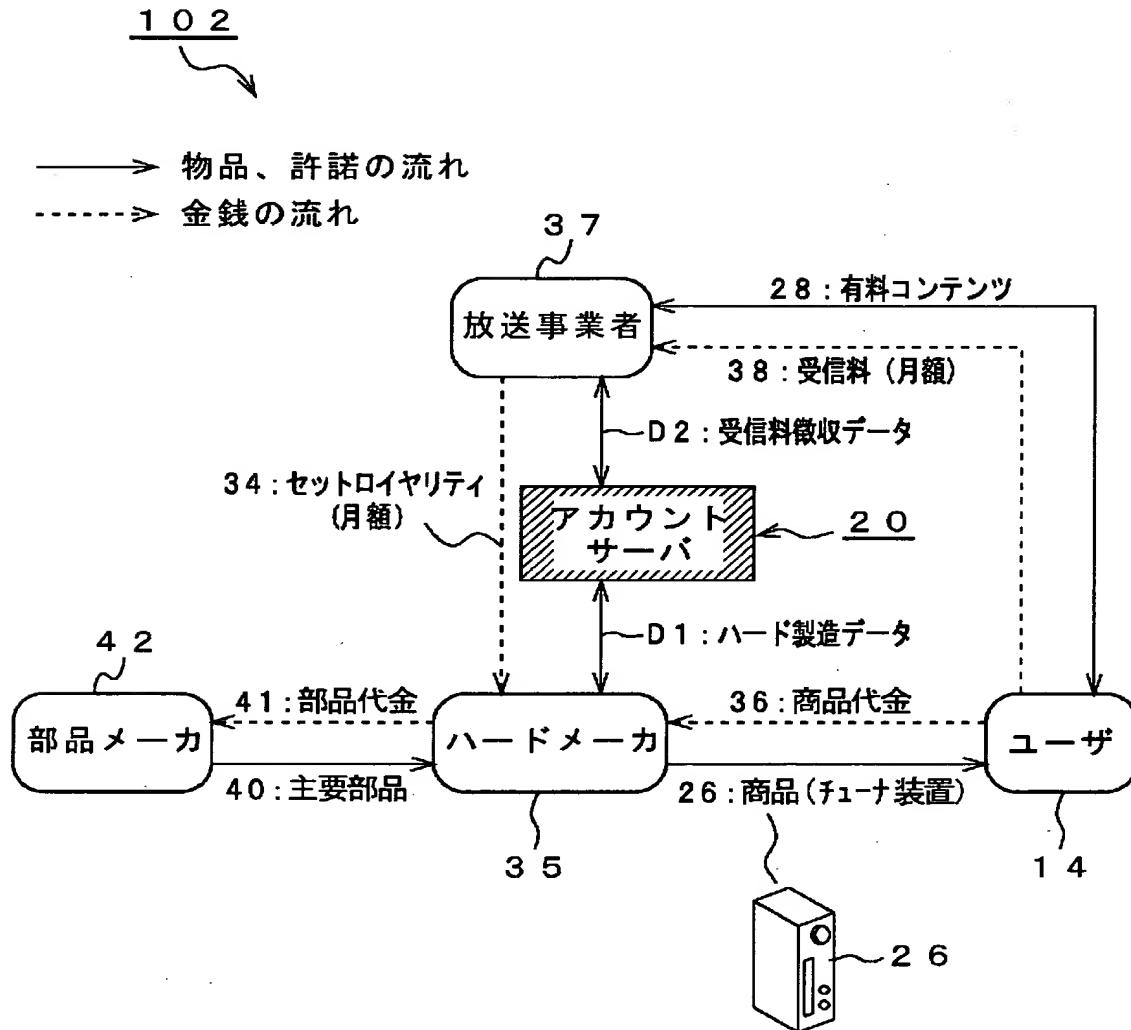 １０２
物品、許諾の流れ
金銭の流れ
３７
放送事業者
２８：有料コンテンツ
３８：受信料（月額）
Ｄ２：受信料徴収データ
３４：セットロイヤリティ
（月額）
アカウント
サーバ
２０
Ｄ１：ハード製造データ
４２
部品メーカ
４１：部品代金
４０：主要部品
ハードメーカ
３５
３６：商品代金
２６：商品（チューナ装置）
ユーザ
１４
２６